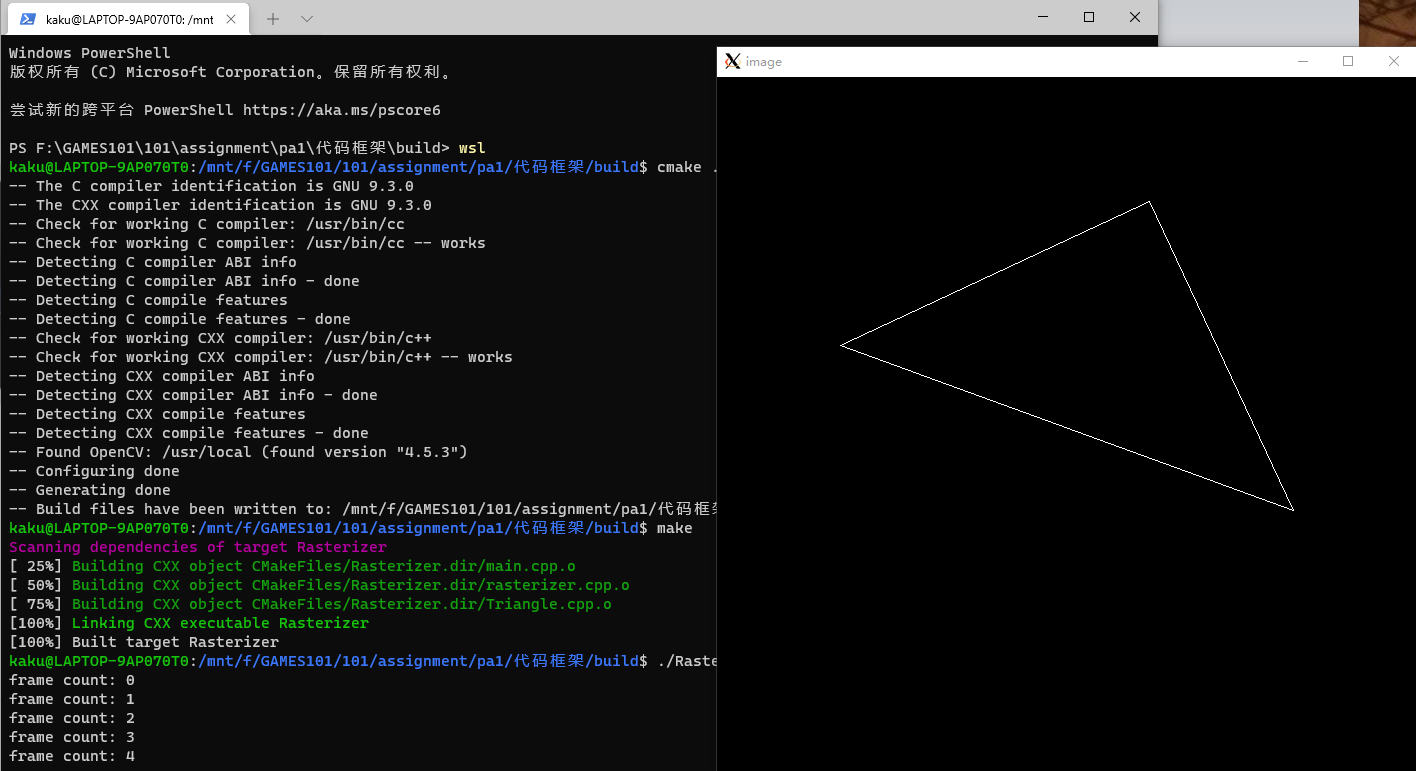 kaku@LAPTOP-9AP070T0: /mnt
Windows PowerShell
版权所有 (C) Microsoft Corporation。保留所有权利。
尝试新的跨平台 PowerShell https://aka.ms/pscore6
PS F:\GAMES101\101\assignment\pa1\代码框架\build> wsl
kaku@LAPTOP-9AP070T0:/mnt/f/GAMES101/101/assignment/pa1/代码框架/build$ cmake .
-- The C compiler identification is GNU 9.3.0
-- The CXX compiler identification is GNU 9.3.0
-- Check for working C compiler: /usr/bin/cc
-- Check for working C compiler: /usr/bin/cc -- works
-- Detecting C compiler ABI info
-- Detecting C compiler ABI info - done
-- Detecting C compile features
-- Detecting C compile features - done
-- Check for working CXX compiler: /usr/bin/c++
-- Check for working CXX compiler: /usr/bin/c++ -- works
-- Detecting CXX compiler ABI info
-- Detecting CXX compiler ABI info - done
-- Detecting CXX compile features
-- Detecting CXX compile features - done
-- Found OpenCV: /usr/local (found version "4.5.3")
-- Configuring done
-- Generating done
-- Build files have been written to: /mnt/f/GAMES101/101/assignment/pa1/代码框
kaku@LAPTOP-9AP070T0:/mnt/f/GAMES101/101/assignment/pa1/代码框架/build$ make
Scanning dependencies of target Rasterizer
[ 25%] Building CXX object CMakeFiles/Rasterizer.dir/main.cpp.o
[ 50%] Building CXX object CMakeFiles/Rasterizer.dir/rasterizer.cpp.o
[ 75%] Building CXX object CMakeFiles/Rasterizer.dir/Triangle.cpp.o
[100%] Linking CXX executable Rasterizer
[100%] Built target Rasterizer
kaku@LAPTOP-9AP070T0:/mnt/f/GAMES101/101/assignment/pa1/代码框架/build$ ./Raste
frame count: 0
frame count: 1
frame count: 2
frame count: 3
frame count: 4
image